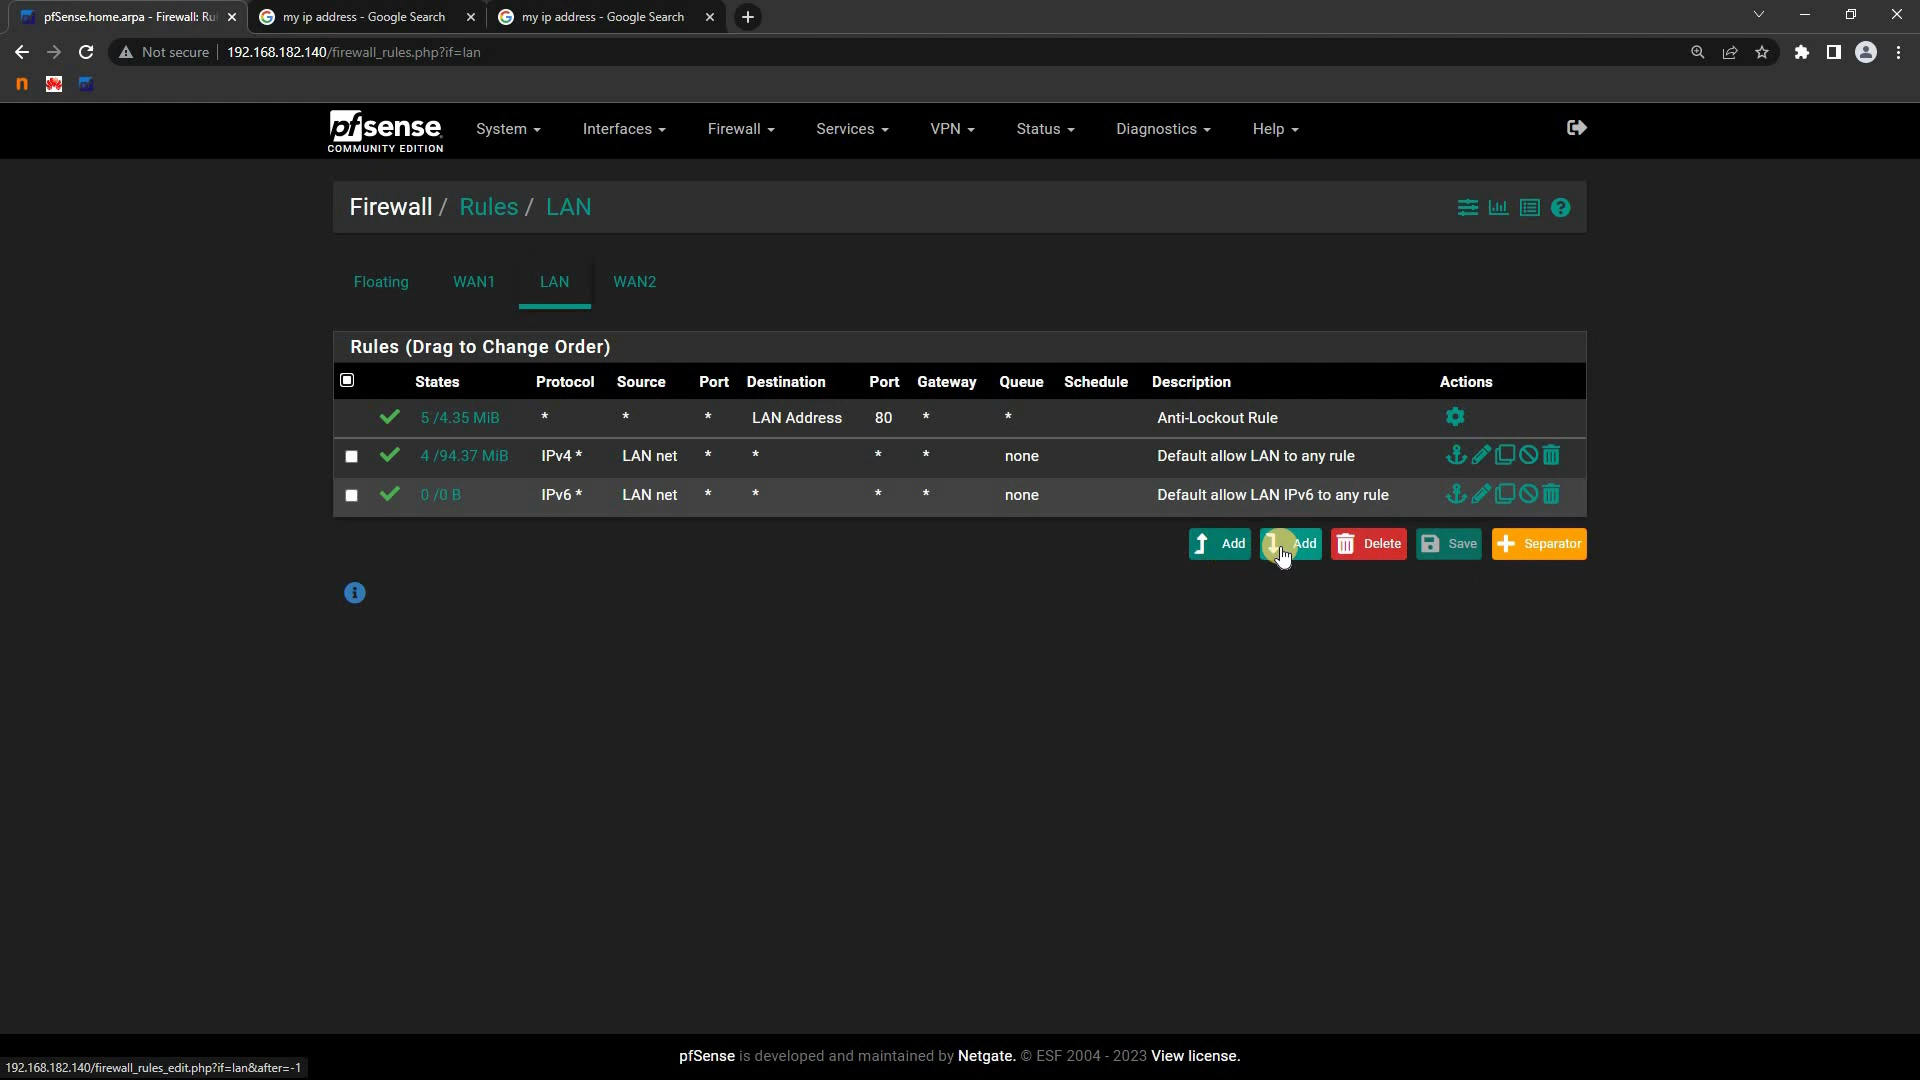 pfSense.home.arpa - Firewall: Ru
my ip address - Google Search
my ip address - Google Search
Not secure
192.168.182.140/firewall_rules.php?if=lan
pfsense
COMMUNITY EDITION
System
Interfaces
Firewall
Services
VPN
Status
Diagnostics
Help
Firewall / Rules / LAN
Floating
WAN1
LAN
WAN2
Rules (Drag to Change Order)
States Protocol Source Port Destination Port Gateway Queue Schedule Description Actions
5 /4.35 MiB * * * LAN Address 80 * * Anti-Lockout Rule
4 /94.37 MiB IPv4 * LAN net * * * * none Default allow LAN to any rule
0 /0 B IPv6 * LAN net * * * * none Default allow LAN IPv6 to any rule
Add
Add
Delete
Save
Separator
pfSense is developed and maintained by Netgate. © ESF 2004 - 2023 View license.
192.168.182.140/firewall_rules_edit.php?if=lan&after=-1